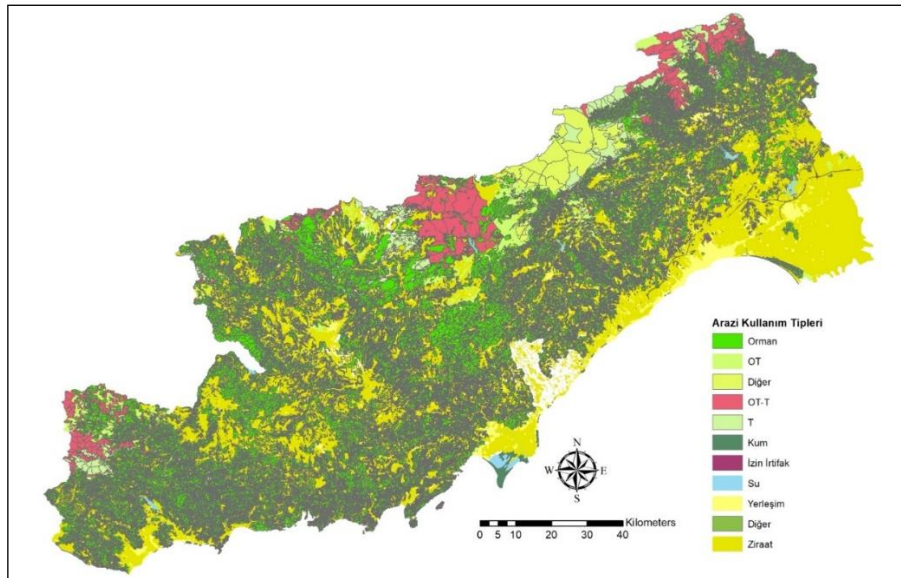 Arazi Kullanım Tipleri
Orman
OT
Diğer
OT-T
T
Kum
İzin İrtifak
Su
Yerleşim
Diğer
Ziraat
N
W E
S
Kilometers
0 5 10 20 30 40